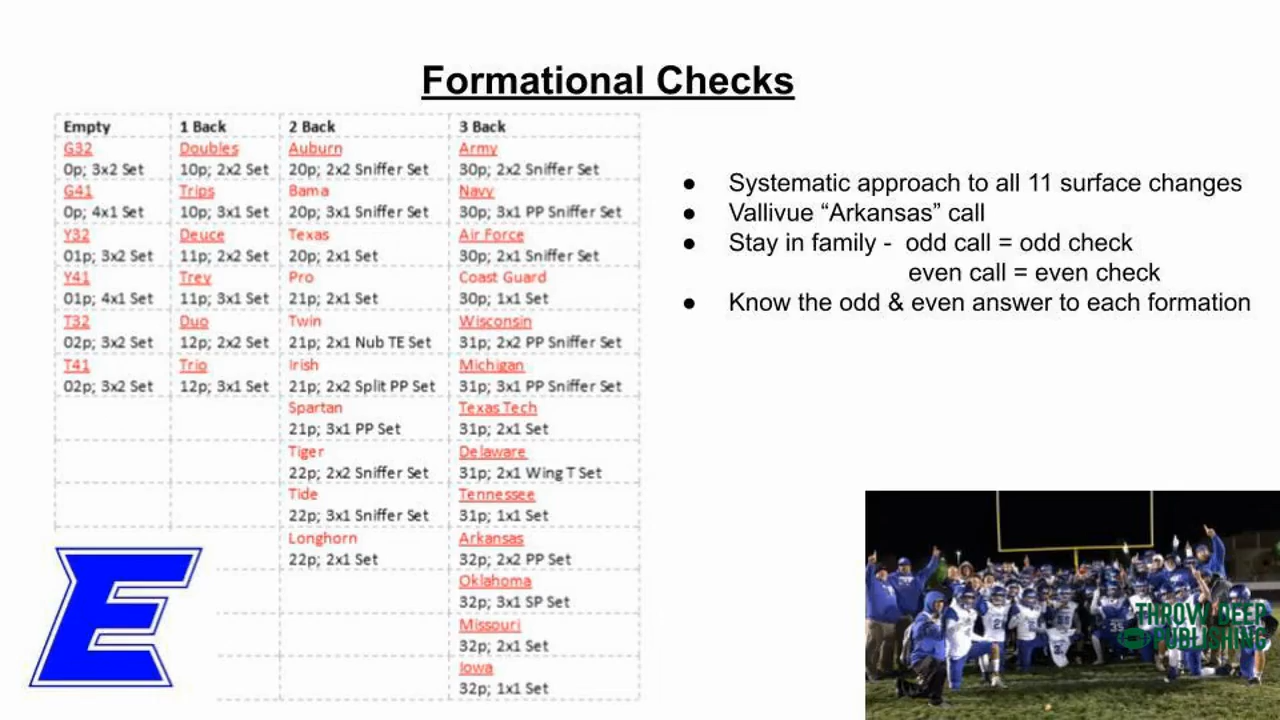 Formational Checks
Empty 1 Back 2 Back 3 Back
G32 Doubles Auburn Army
0p; 3x2 Set 10p; 2x2 Set 20p; 2x2 Sniffer Set 30p; 2x2 Sniffer Set
G41 Trips Bama Navy
0p; 4x1 Set 10p; 3x1 Set 20p; 3x1 Sniffer Set 30p; 3x1 PP Sniffer Set
Y32 Deuce Texas Air Force
01p; 3x2 Set 11p; 2x2 Set 20p; 2x1 Set 30p; 2x1 Sniffer Set
Y41 Trey Pro Coast Guard
01p; 4x1 Set 11p; 3x1 Set 21p; 2x1 Set 30p; 1x1 Set
T32 Duo Twin Wisconsin
02p; 3x2 Set 12p; 2x2 Set 21p; 2x1 Nub TE Set 31p; 2x2 PP Sniffer Set
T41 Trio Irish Michigan
02p; 3x2 Set 12p; 3x1 Set 21p; 2x2 Split PP Set 31p; 3x1 PP Sniffer Set
Spartan Texas Tech
21p; 3x1 PP Set 31p; 2x1 Set
Tiger Delaware
22p; 2x2 Sniffer Set 31p; 2x1 Wing T Set
Tide Tennessee
22p; 3x1 Sniffer Set 31p; 1x1 Set
Longhorn Arkansas
22p; 2x1 Set 32p; 2x2 PP Set
Oklahoma
32p; 3x1 SP Set
Missouri
32p; 2x1 Set
Iowa
32p; 1x1 Set
● Systematic approach to all 11 surface changes
● Vallivue “Arkansas” call
● Stay in family - odd call = odd check
even call = even check
● Know the odd & even answer to each formation
E
THROW DEEP
PUBLISHING